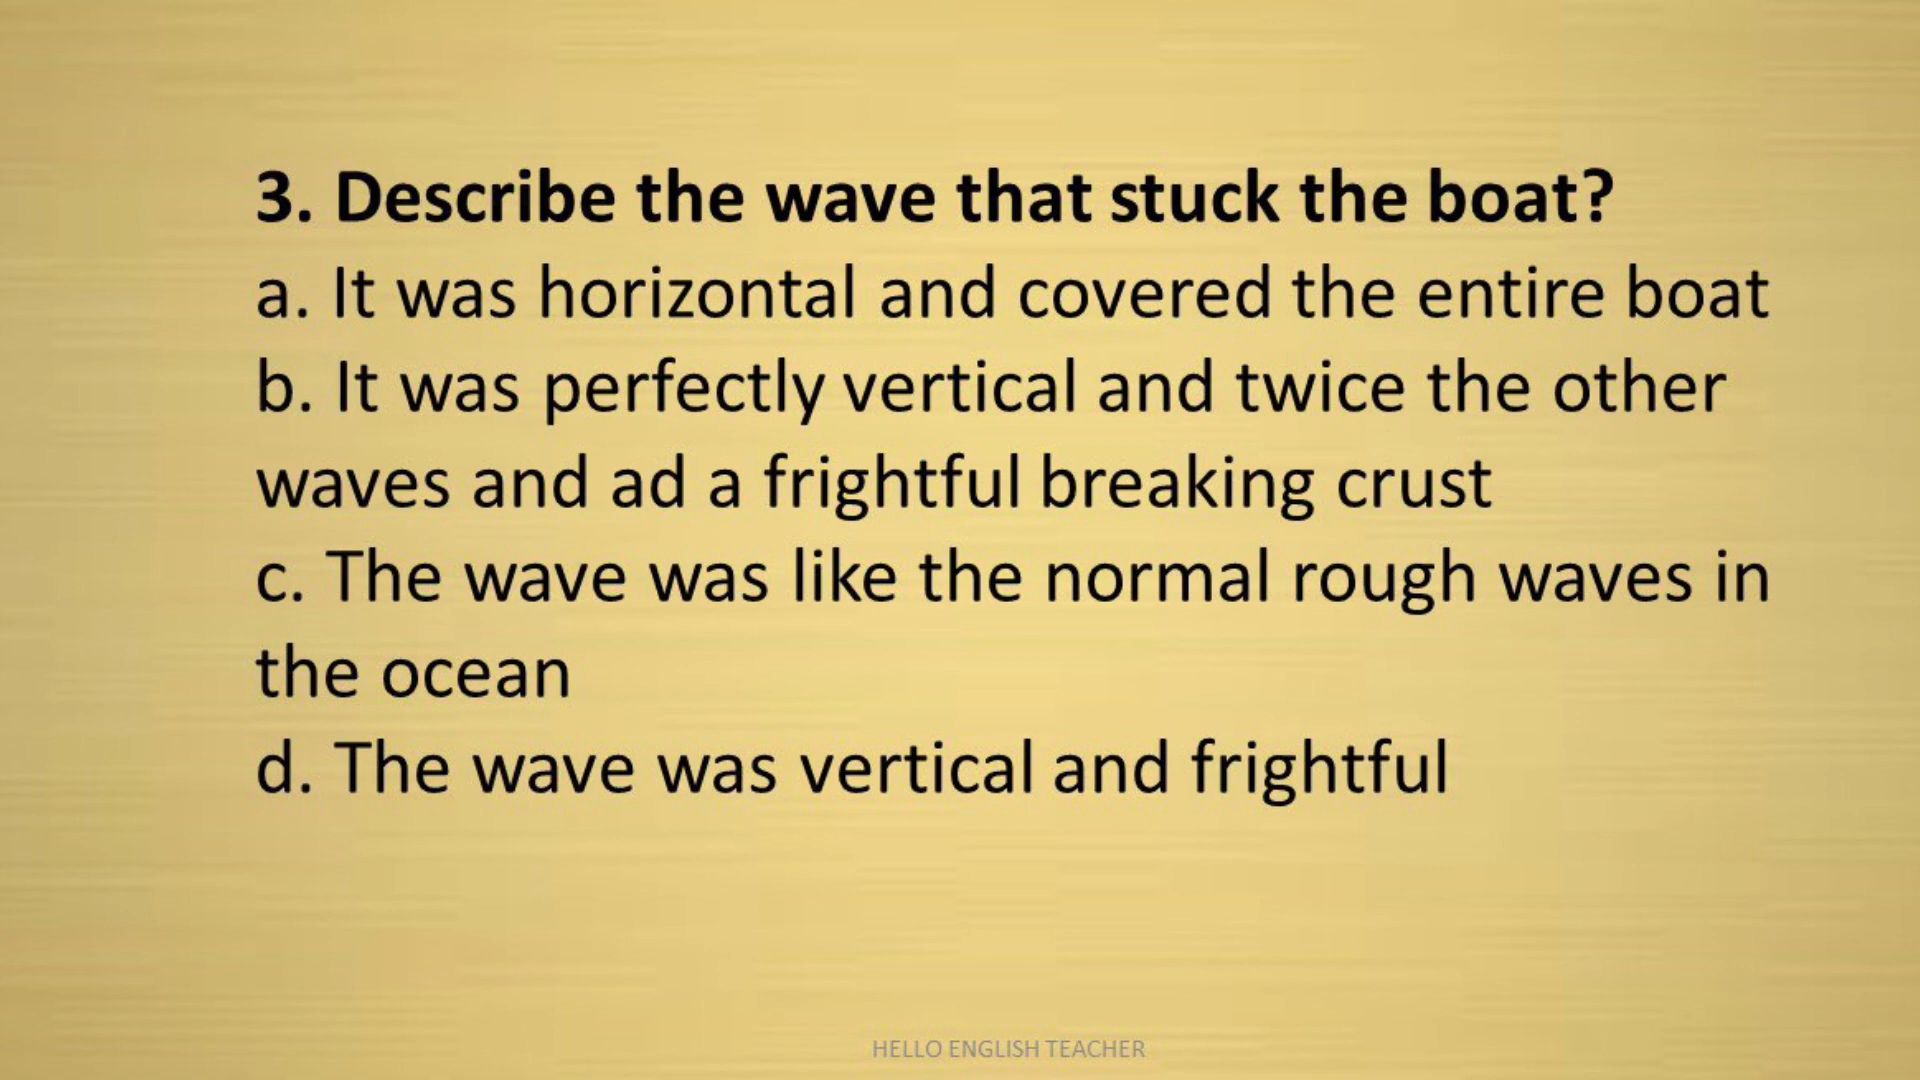 3. Describe the wave that stuck the boat?
a. It was horizontal and covered the entire boat
b. It was perfectly vertical and twice the other
waves and ad a frightful breaking crust
c. The wave was like the normal rough waves in
the ocean
d. The wave was vertical and frightful
HELLO ENGLISH TEACHER